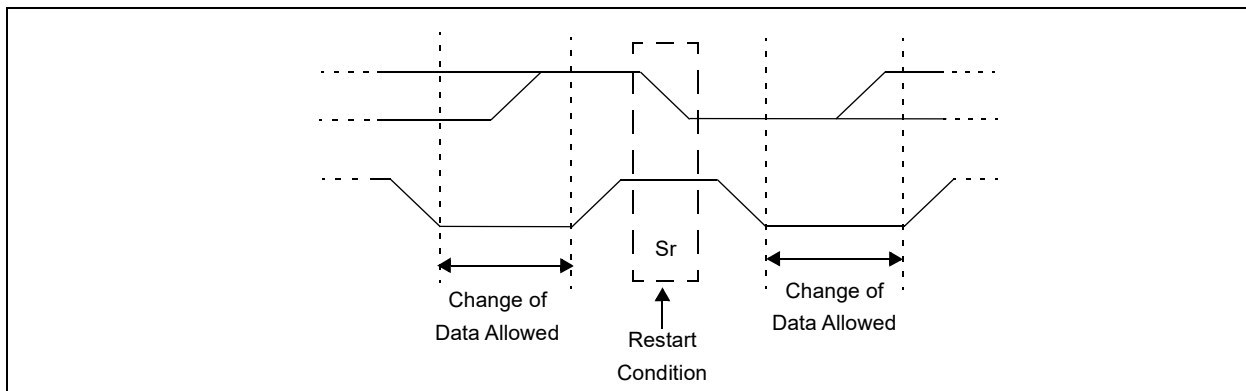 Sr
Change of
Data Allowed
Restart
Condition
Change of
Data Allowed